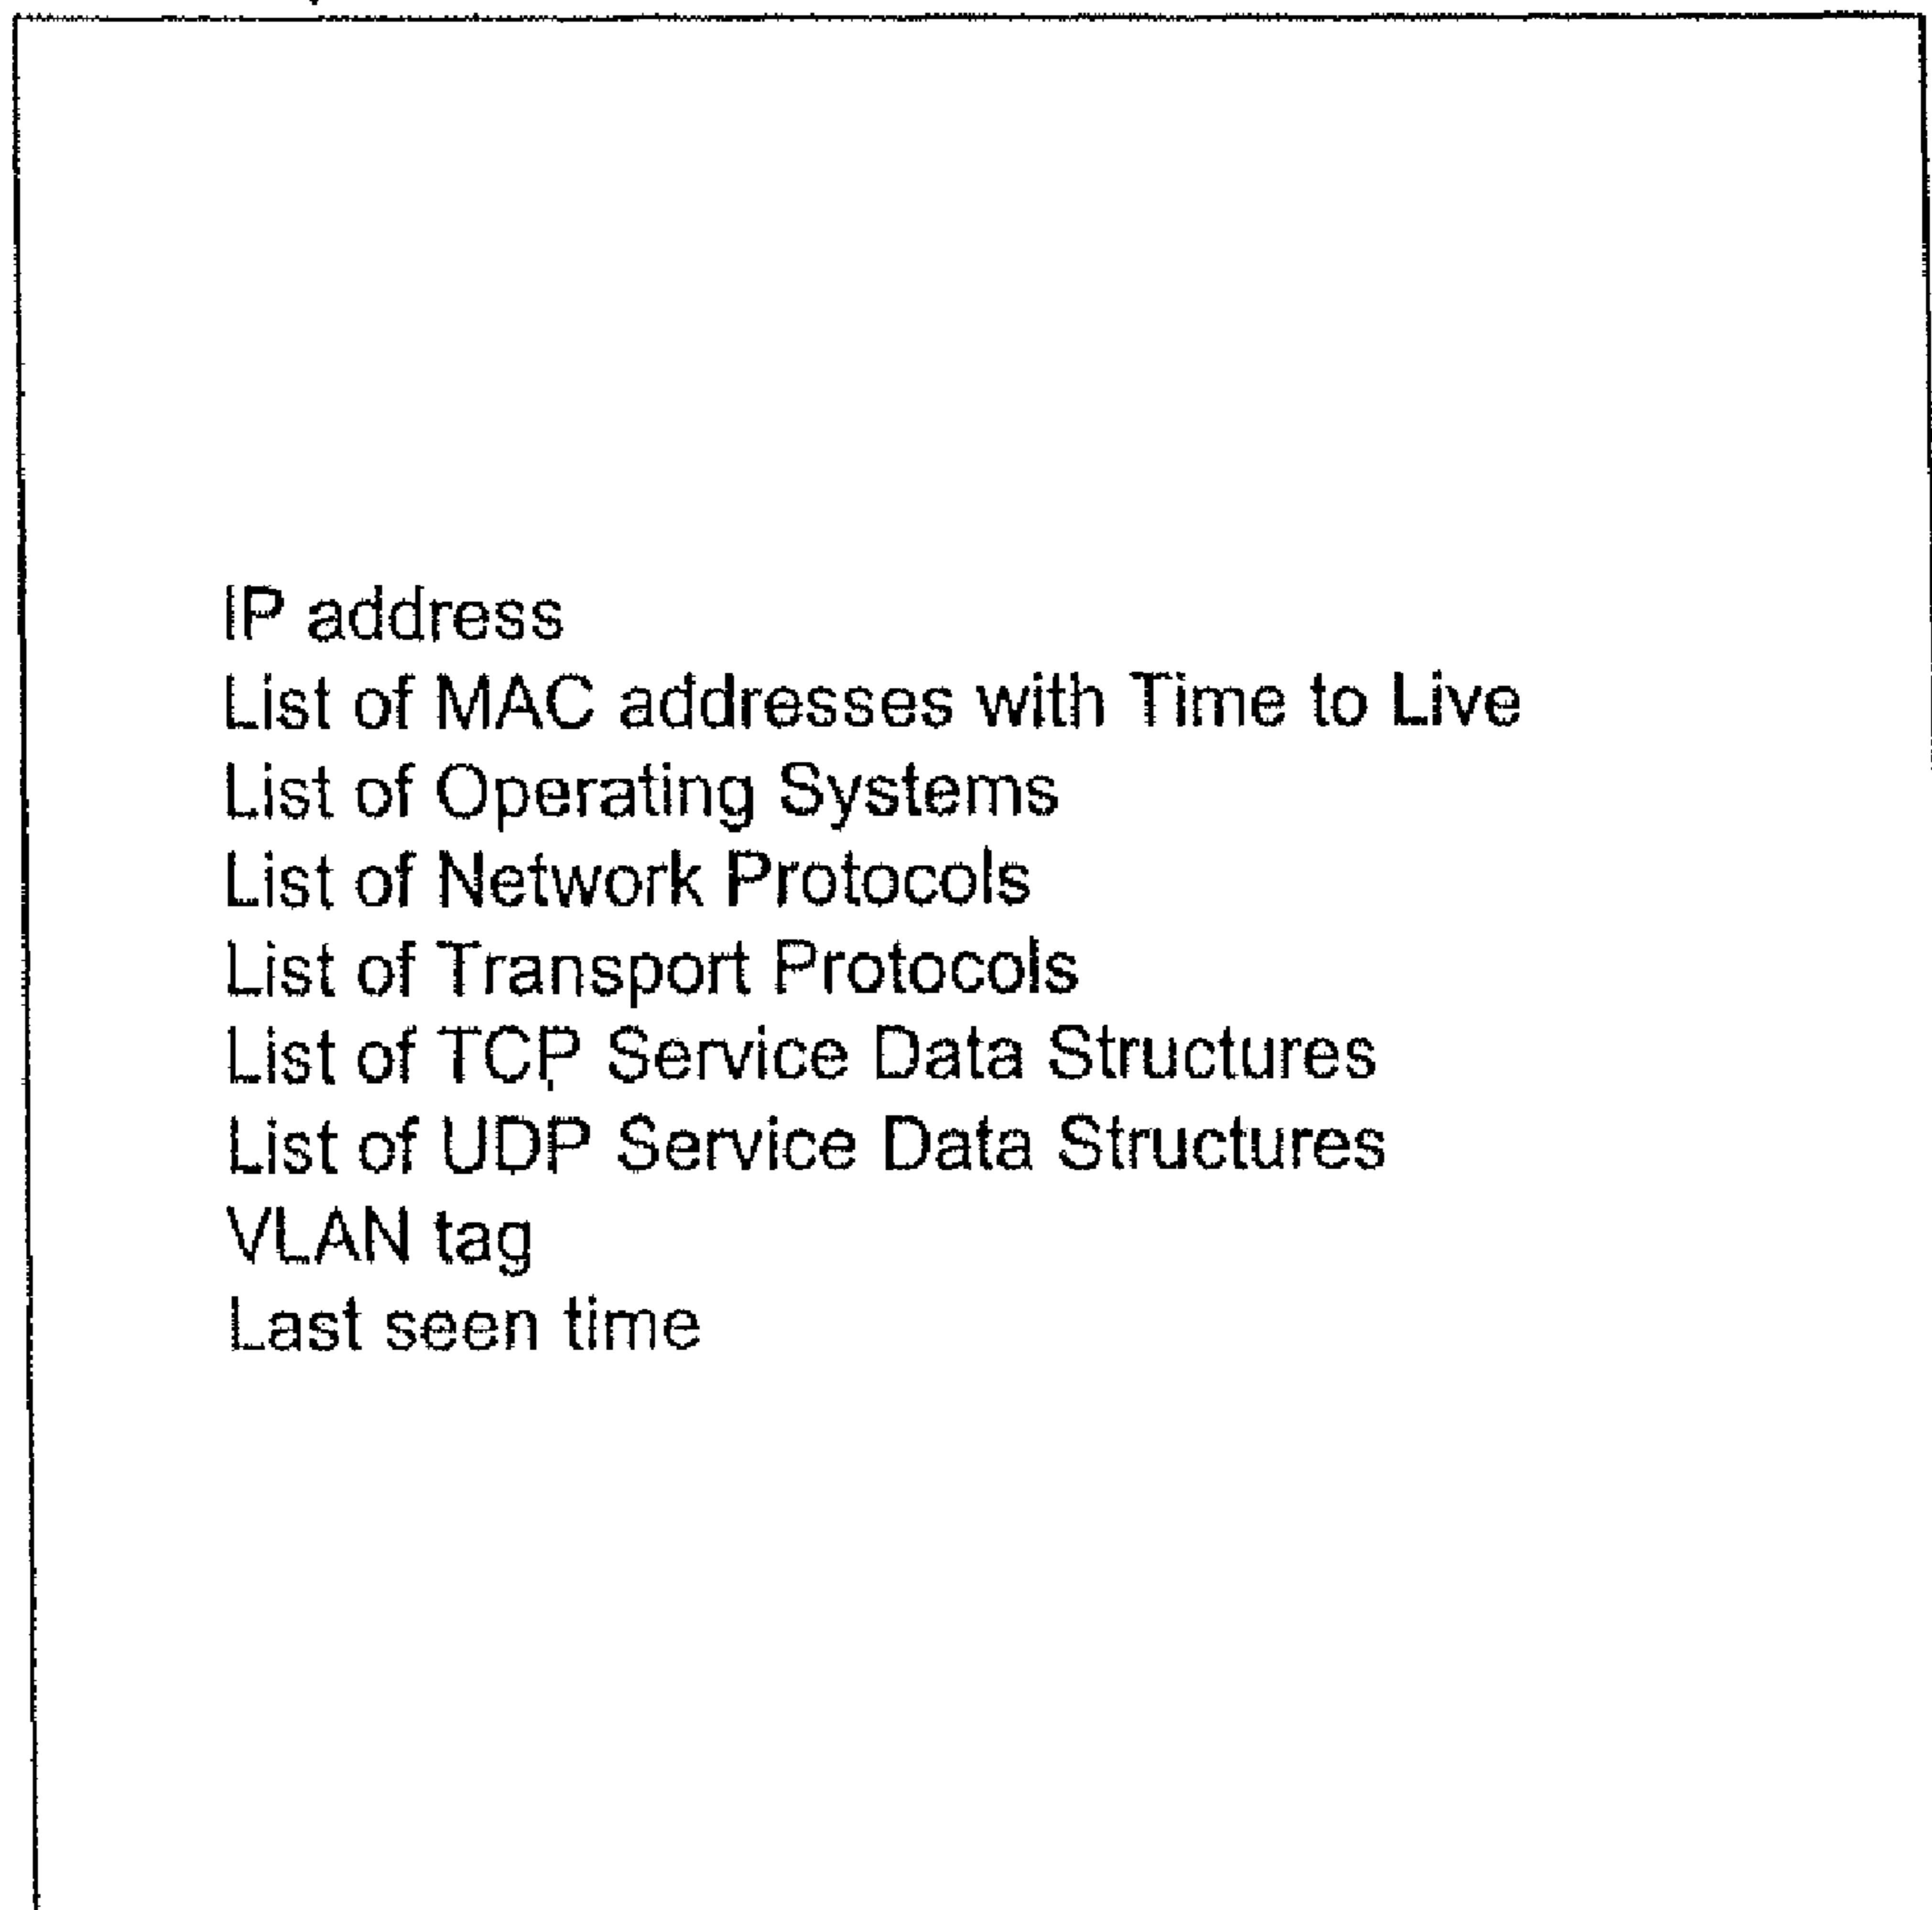 IP address
List of MAC addresses with Time to Live
List of Operating Systems
List of Network Protocols
List of Transport Protocols
List of TCP Service Data Structures
List of UDP Service Data Structures
VLAN tag
Last seen time